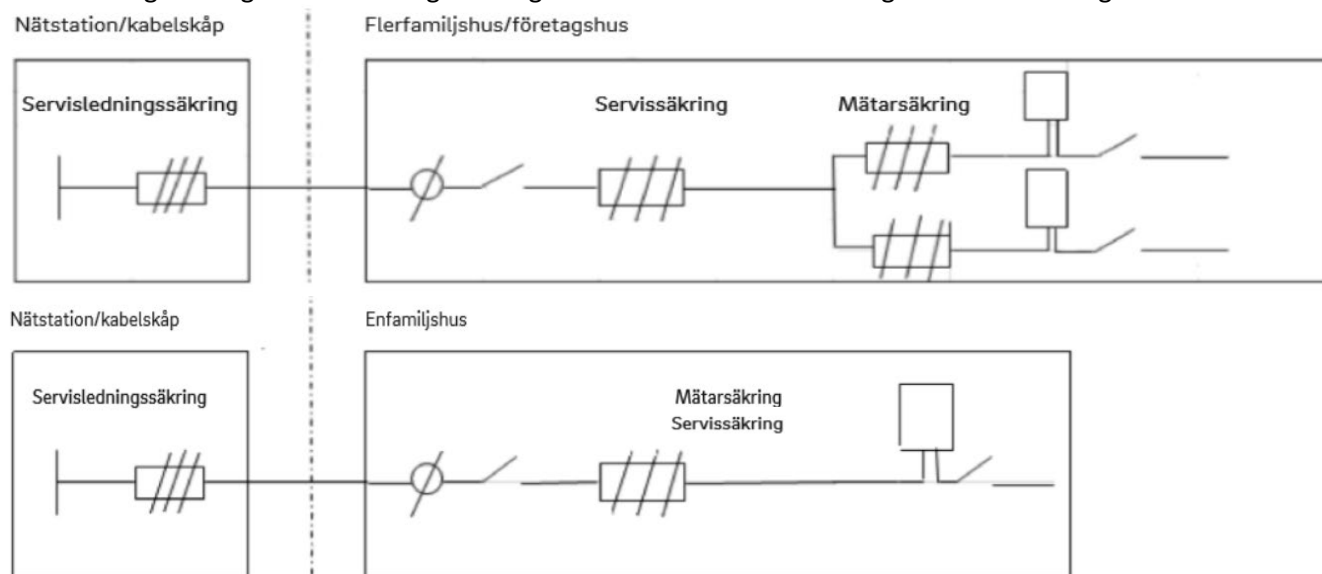 Nätstation/kabelskåp
Flerfamiljshus/företagshus
Servisledningssäkring
Servissäkring
Mätarsäkring
Nätstation/kabelskåp
Enfamiljshus
Servisledningssäkring
Mätarsäkring
Servissäkring